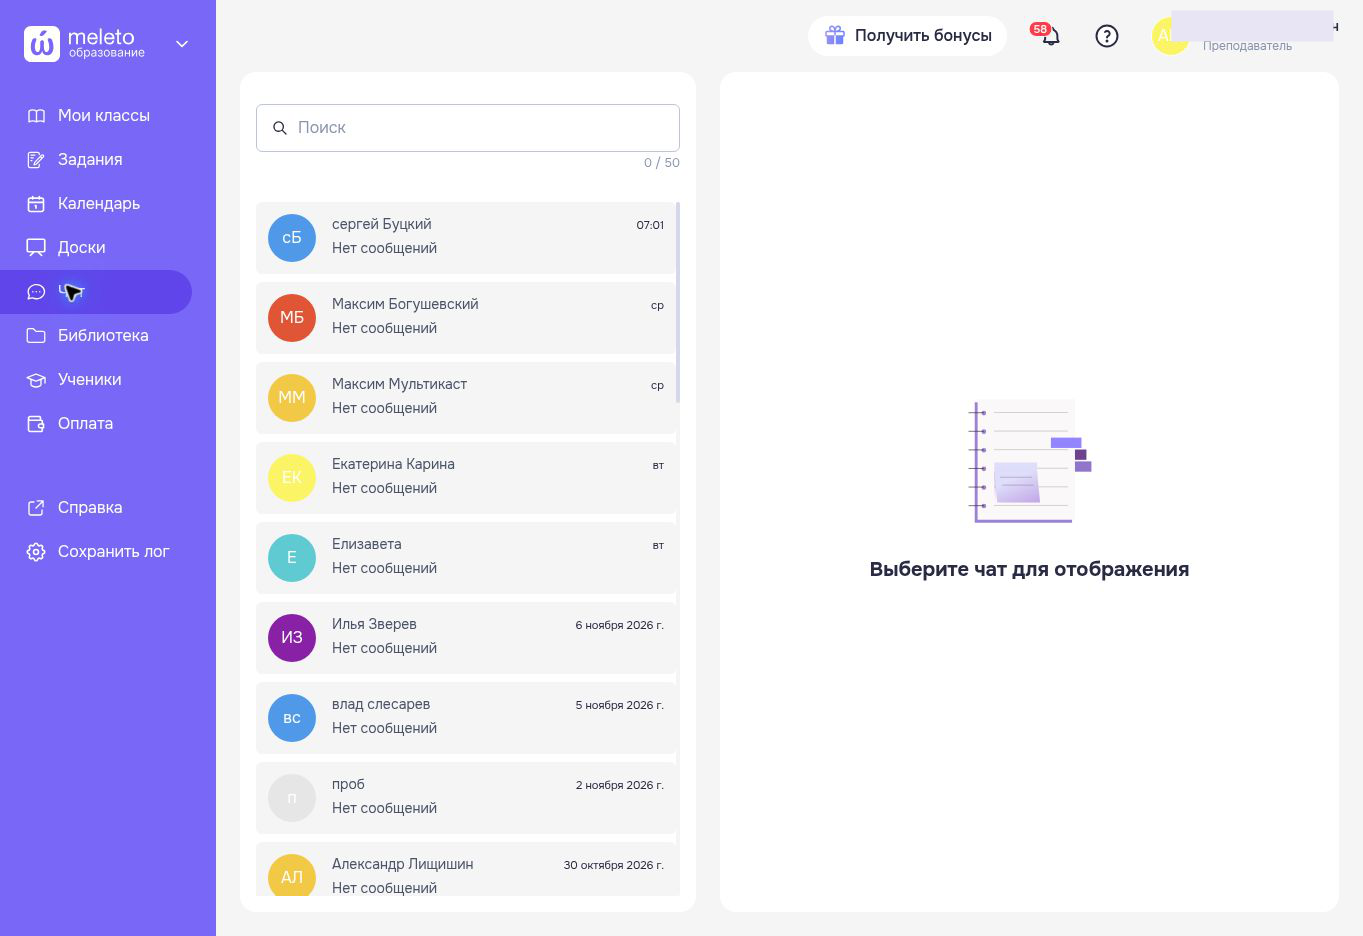 meleto
образование
Мои классы
Задания
Календарь
Доски
Библиотека
Ученики
Оплата
Справка
Сохранить лог
Получить бонусы
58
Преподаватель
Поиск
0 / 50
сБ
сергей Буцкий
07:01
Нет сообщений
МБ
Максим Богушевский
ср
Нет сообщений
ММ
Максим Мультикаст
ср
Нет сообщений
ЕК
Екатерина Карина
вт
Нет сообщений
Е
Елизавета
вт
Нет сообщений
ИЗ
Илья Зверев
6 ноября 2026 г.
Нет сообщений
вс
влад слесарев
5 ноября 2026 г.
Нет сообщений
п
проб
2 ноября 2026 г.
Нет сообщений
АЛ
Александр Лищишин
30 октября 2026 г.
Нет сообщений
Выберите чат для отображения